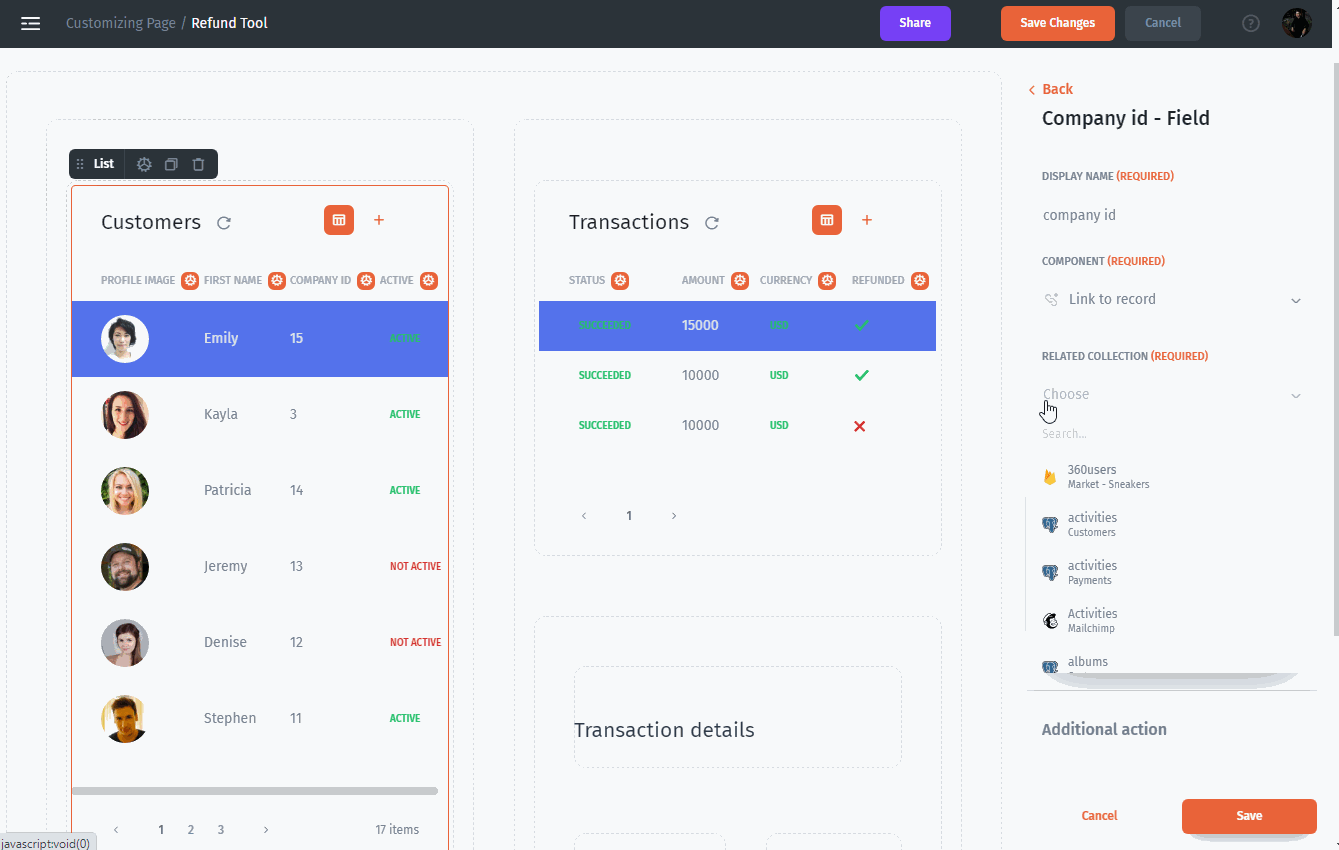 Customizing Page / Refund Tool
Share
Save Changes
Cancel
?
List
Customers
PROFILE IMAGE FIRST NAME COMPANY ID ACTIVE
Emily 15 ACTIVE
Kayla 3 ACTIVE
Patricia 14 ACTIVE
Jeremy 13 NOT ACTIVE
Denise 12 NOT ACTIVE
Stephen 11 ACTIVE
‹ 1 2 3 › 17 items
javascript:void(0)
Transactions
STATUS AMOUNT CURRENCY REFUNDED
SUCCEEDED 15000 USD
SUCCEEDED 10000 USD
SUCCEEDED 10000 USD
‹ 1 ›
Transaction details
Back
Company id - Field
DISPLAY NAME (REQUIRED)
company id
COMPONENT (REQUIRED)
Link to record
RELATED COLLECTION (REQUIRED)
Choose
Search...
360users
Market - Sneakers
activities
Customers
activities
Payments
Activities
Mailchimp
albums
Additional action
Cancel
Save